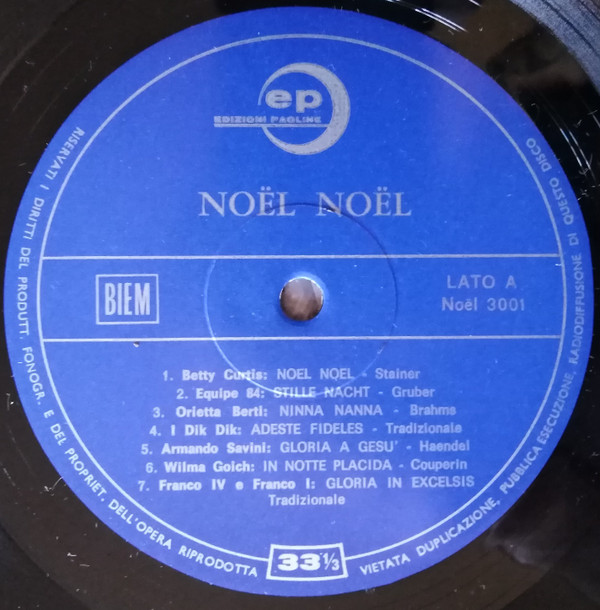 ep
EDIZIONI PAOLINE
NOËL NOËL
BIEM
LATO A
Noèl 3001
1. Betty Curtis: NOEL NOEL - Stainer
2. Equipe 84: STILLE NACHT - Gruber
3. Orietta Berti: NINNA NANNA - Brahms
4. I Dik Dik: ADESTE FIDELES - Tradizionale
5. Armando Savini: GLORIA A GESU' - Haendel
6. Wilma Goich: IN NOTTE PLACIDA - Couperin
7. Franco IV e Franco I: GLORIA IN EXCELSIS
Tradizionale
33 1/3
RISERVATI I DIRITTI DEL PRODUTT. FONOGR. E DEL PROPRIET. DELL'OPERA RIPRODOTTA
VIETATA DUPLICAZIONE, PUBBLICA ESECUZIONE, RADIODIFFUSIONE DI QUESTO DISCO